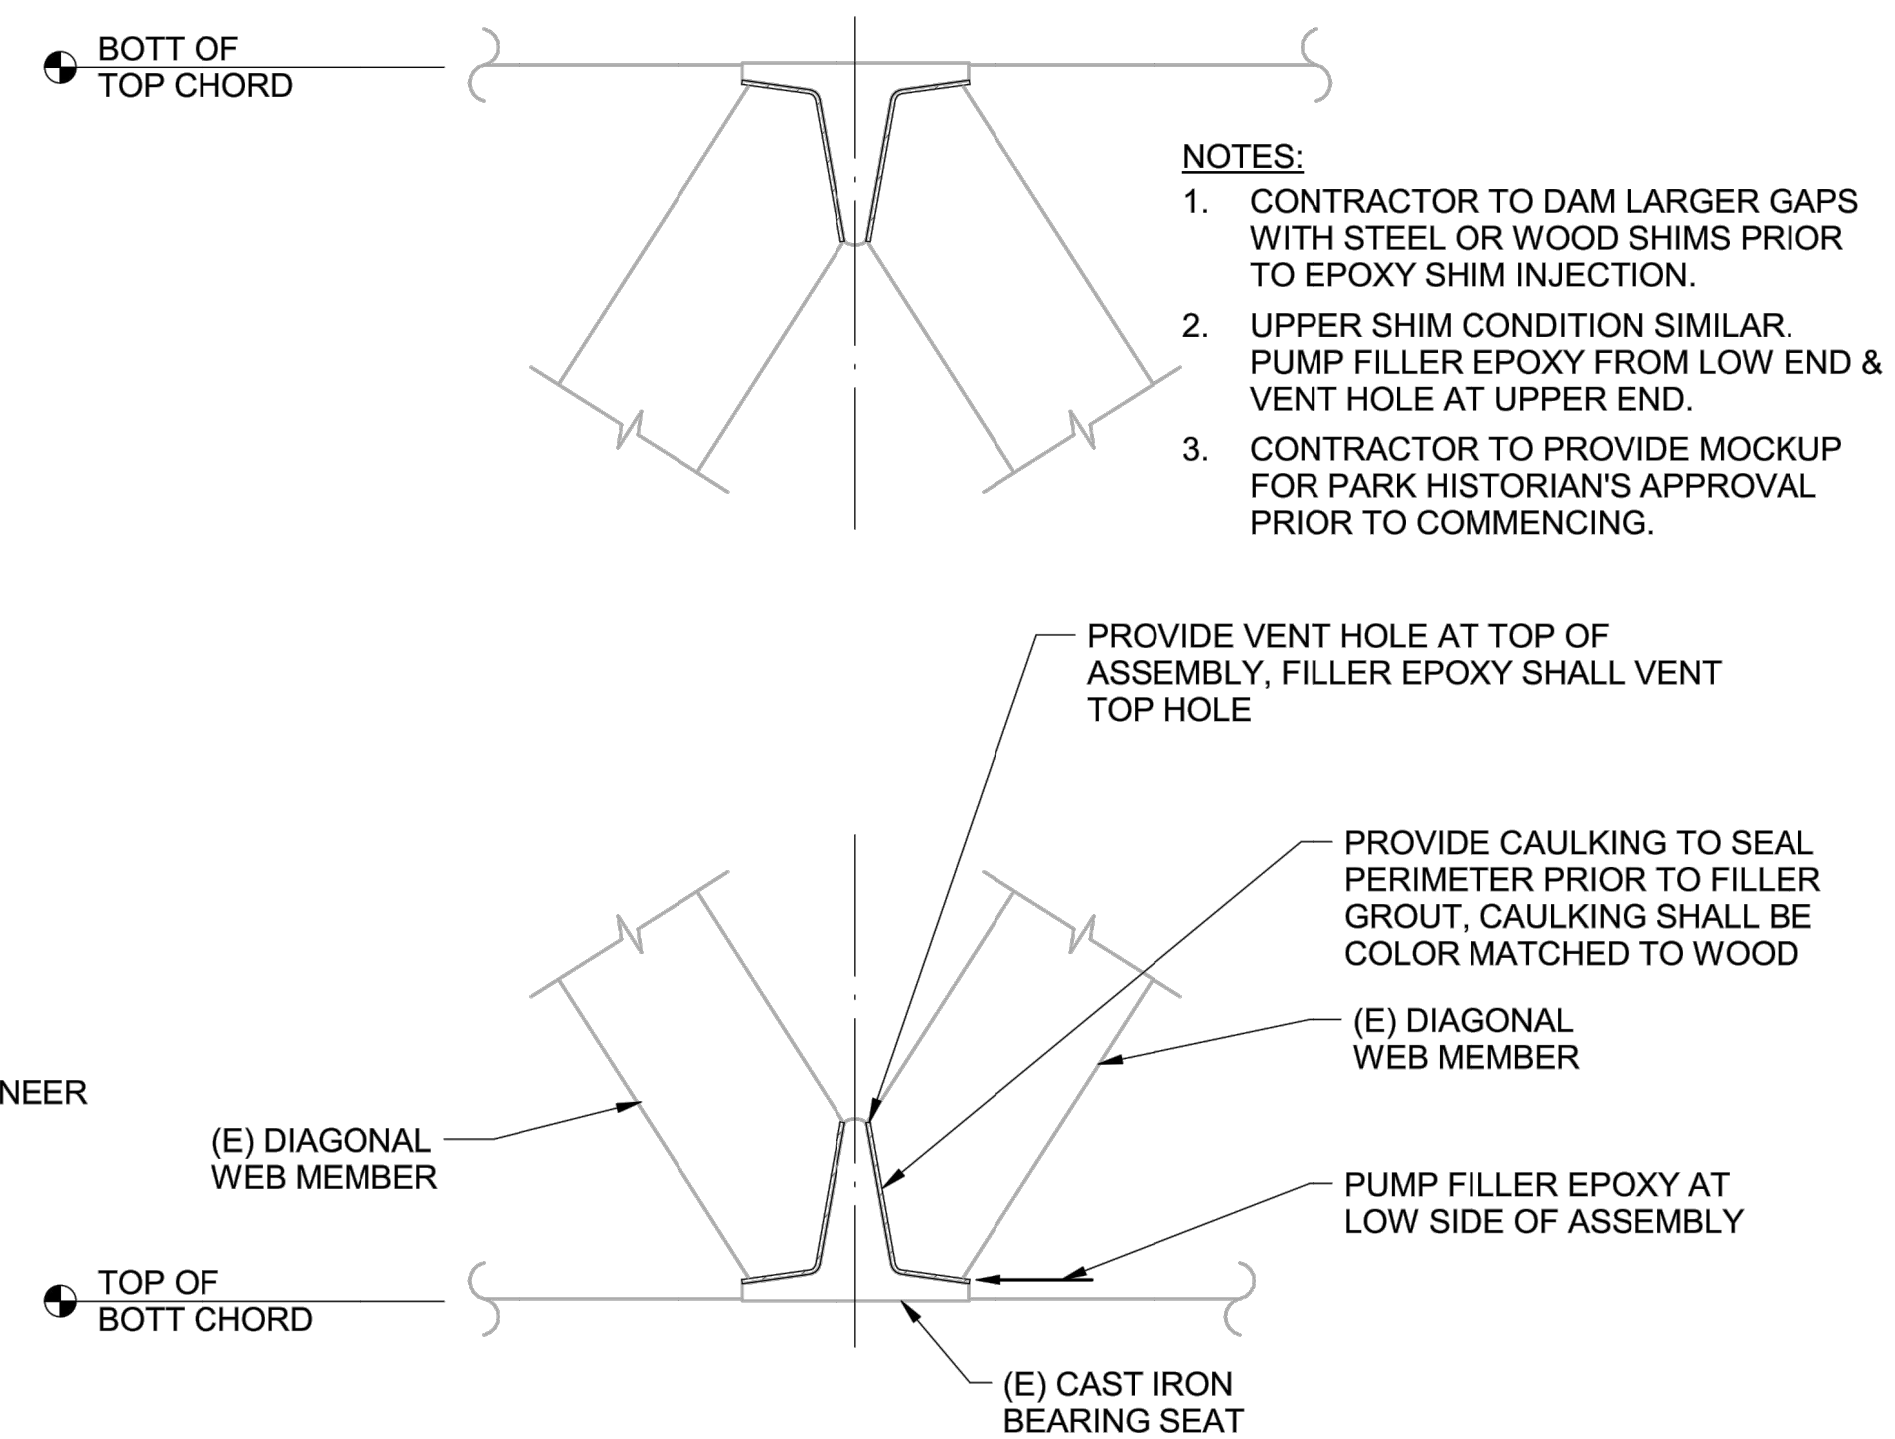 BOTT OF
TOP CHORD
NOTES:
1. CONTRACTOR TO DAM LARGER GAPS
WITH STEEL OR WOOD SHIMS PRIOR
TO EPOXY SHIM INJECTION.
2. UPPER SHIM CONDITION SIMILAR.
PUMP FILLER EPOXY FROM LOW END &
VENT HOLE AT UPPER END.
3. CONTRACTOR TO PROVIDE MOCKUP
FOR PARK HISTORIAN'S APPROVAL
PRIOR TO COMMENCING.
PROVIDE VENT HOLE AT TOP OF
ASSEMBLY, FILLER EPOXY SHALL VENT
TOP HOLE
PROVIDE CAULKING TO SEAL
PERIMETER PRIOR TO FILLER
GROUT, CAULKING SHALL BE
COLOR MATCHED TO WOOD
(E) DIAGONAL
WEB MEMBER
NEER
(E) DIAGONAL
WEB MEMBER
PUMP FILLER EPOXY AT
LOW SIDE OF ASSEMBLY
TOP OF
BOTT CHORD
(E) CAST IRON
BEARING SEAT